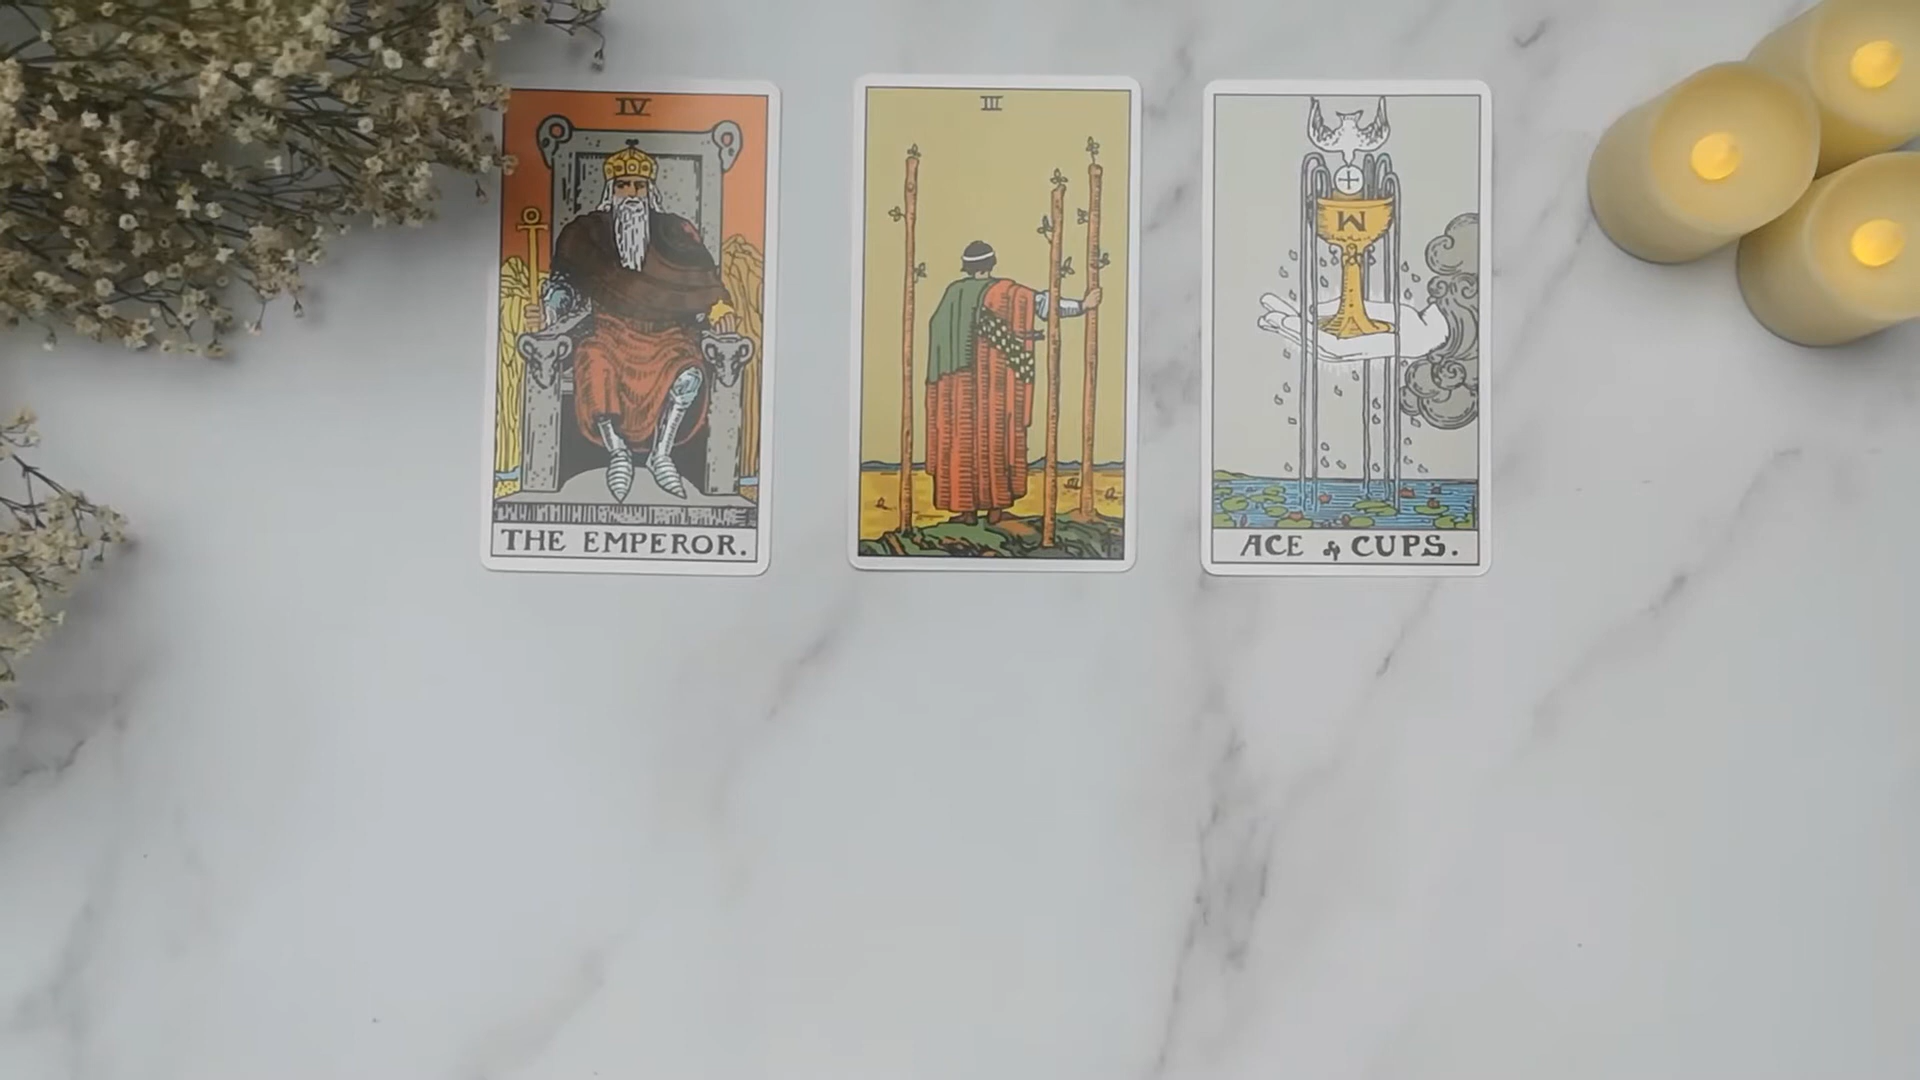 IV
THE EMPEROR.
III
W
ACE of CUPS.